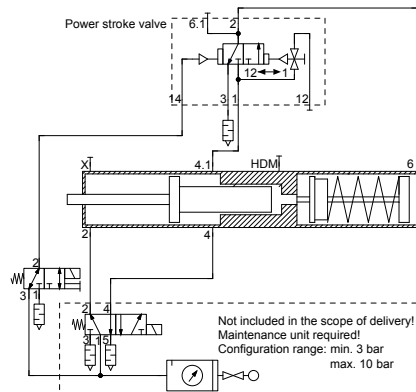 6.1
2
Power stroke valve
12 1
14
3 1
12
X
4.1
HDM
6
2
4
2
3 1
2 4
3 1 5
Not included in the scope of delivery!
Maintenance unit required!
Configuration range: min. 3 bar
max. 10 bar